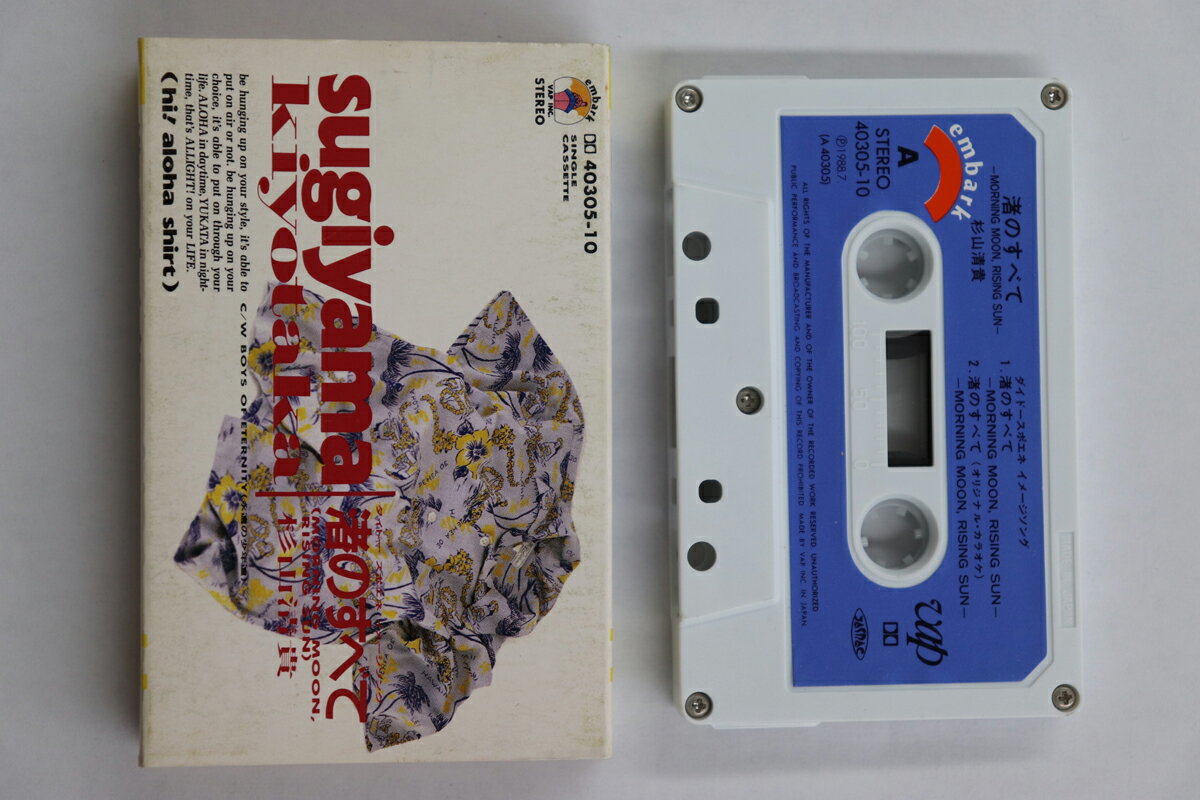 embark
VAP INC.
STEREO
40305-10
SINGLE
CASSETTE
sugiyama
kiyotaka
渚のすべて
(MORNING MOON,
RISING SUN)
杉山清貴
C/W BOYS OF ETERNITY
be hunging up on your style, it's able to
put on air or not. be hunging up on your
choice, it's able to put on through your
life. ALOHA in daytime, YUKATA in night-
time, that's ALLIGHT! on your LIFE.
(hi! aloha shirt)
embark
A
STEREO
40305-10
Ⓟ1988.7.
(A 40305)
渚のすべて
—MORNING MOON, RISING SUN—
杉山清貴
ダイドースポエネ イメージソング
1. 渚のすべて
—MORNING MOON, RISING SUN—
2. 渚のすべて (オリジナル・カラオケ)
—MORNING MOON, RISING SUN—
100 50 0
vap
ALL RIGHTS OF THE MANUFACTURER AND OF THE OWNER OF THE RECORDED WORK RESERVED. UNAUTHORIZED
PUBLIC PERFORMANCE AND BROADCASTING AND COPYING OF THIS RECORD PROHIBITED. MADE BY VAP INC. IN JAPAN.